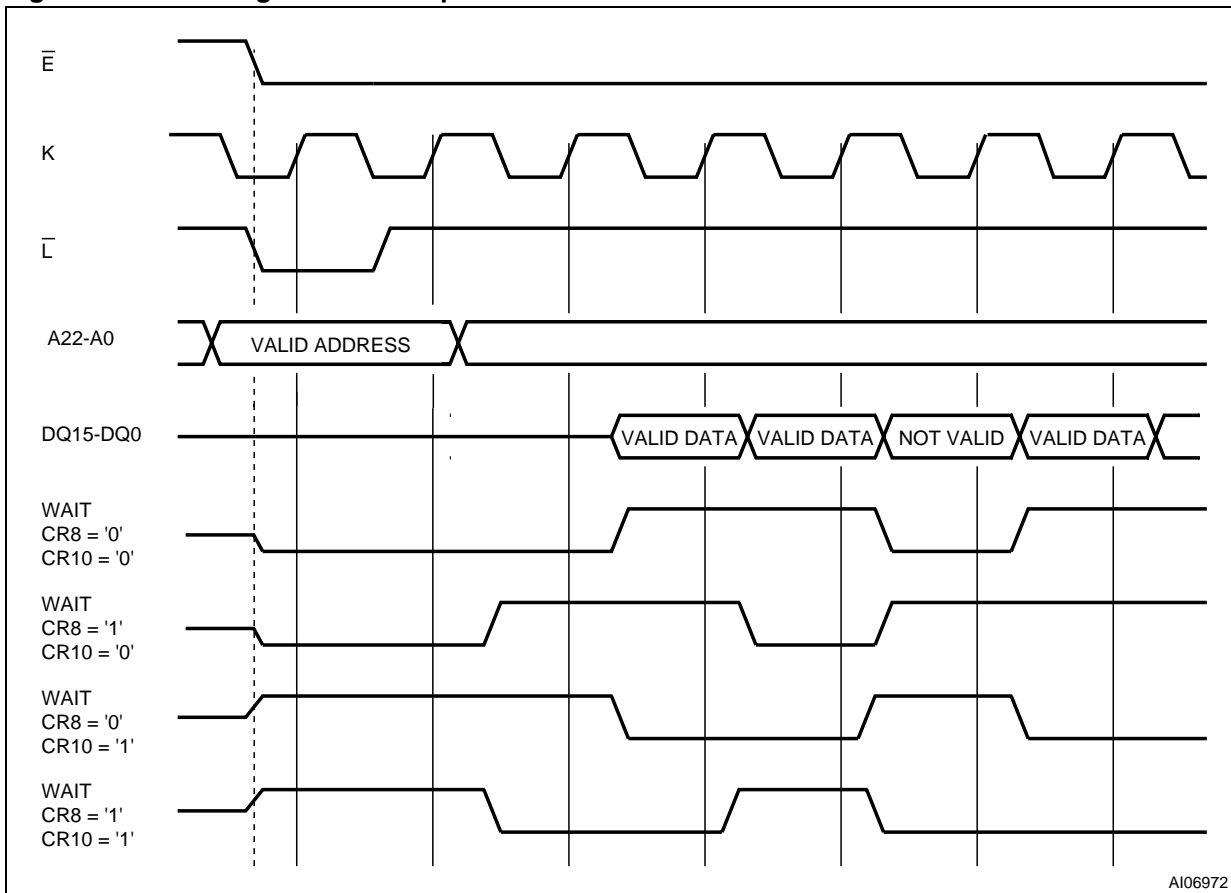 E
K
L
A22-A0
VALID ADDRESS
DQ15-DQ0
VALID DATA VALID DATA NOT VALID VALID DATA
WAIT
CR8 = '0'
CR10 = '0'
WAIT
CR8 = '1'
CR10 = '0'
WAIT
CR8 = '0'
CR10 = '1'
WAIT
CR8 = '1'
CR10 = '1'
AI06972